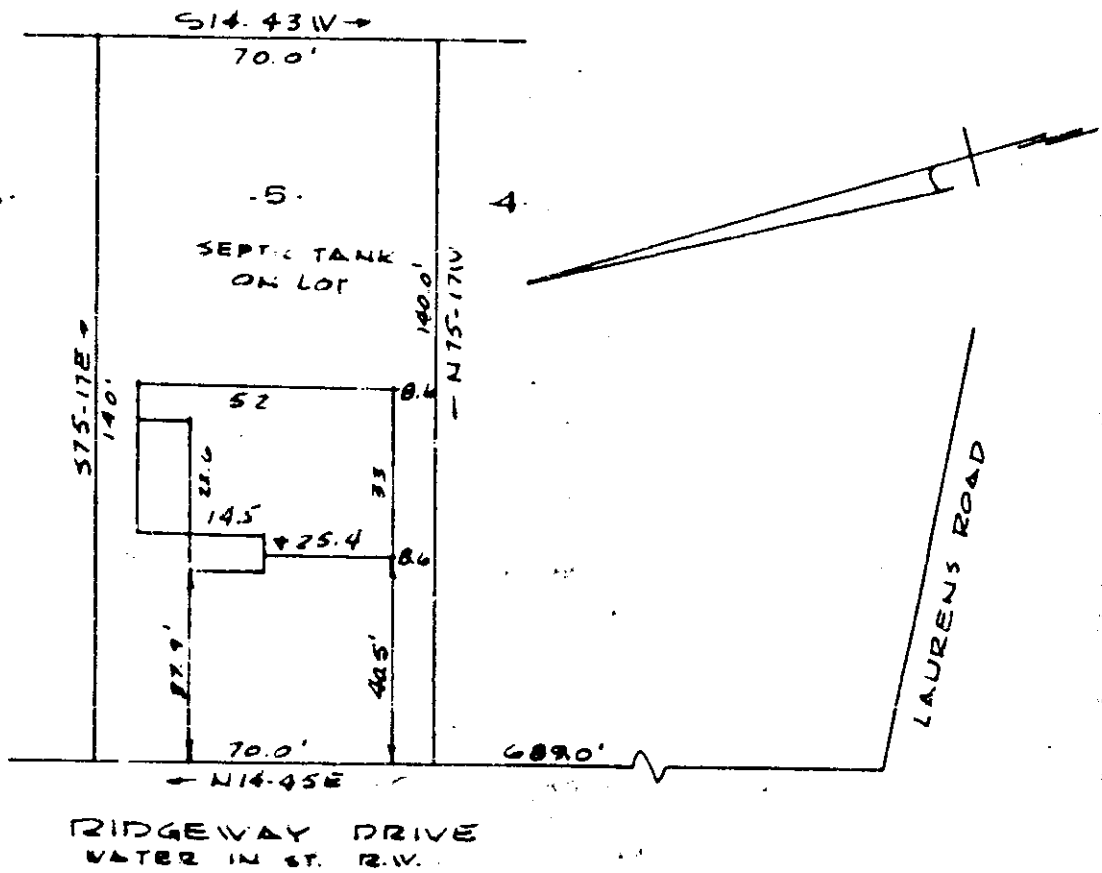 S14-43W→
70.0'
-5-
4
SEPTIC TANK
ON LOT
S75-17E→
140'
140.0'
←N75-17W
52
8.6
33
14.5
25.4
8.6
40.5'
70.0'
689.0'
←N14-45E
LAURENS ROAD
RIDGEWAY DRIVE
WATER IN ST. R.W.